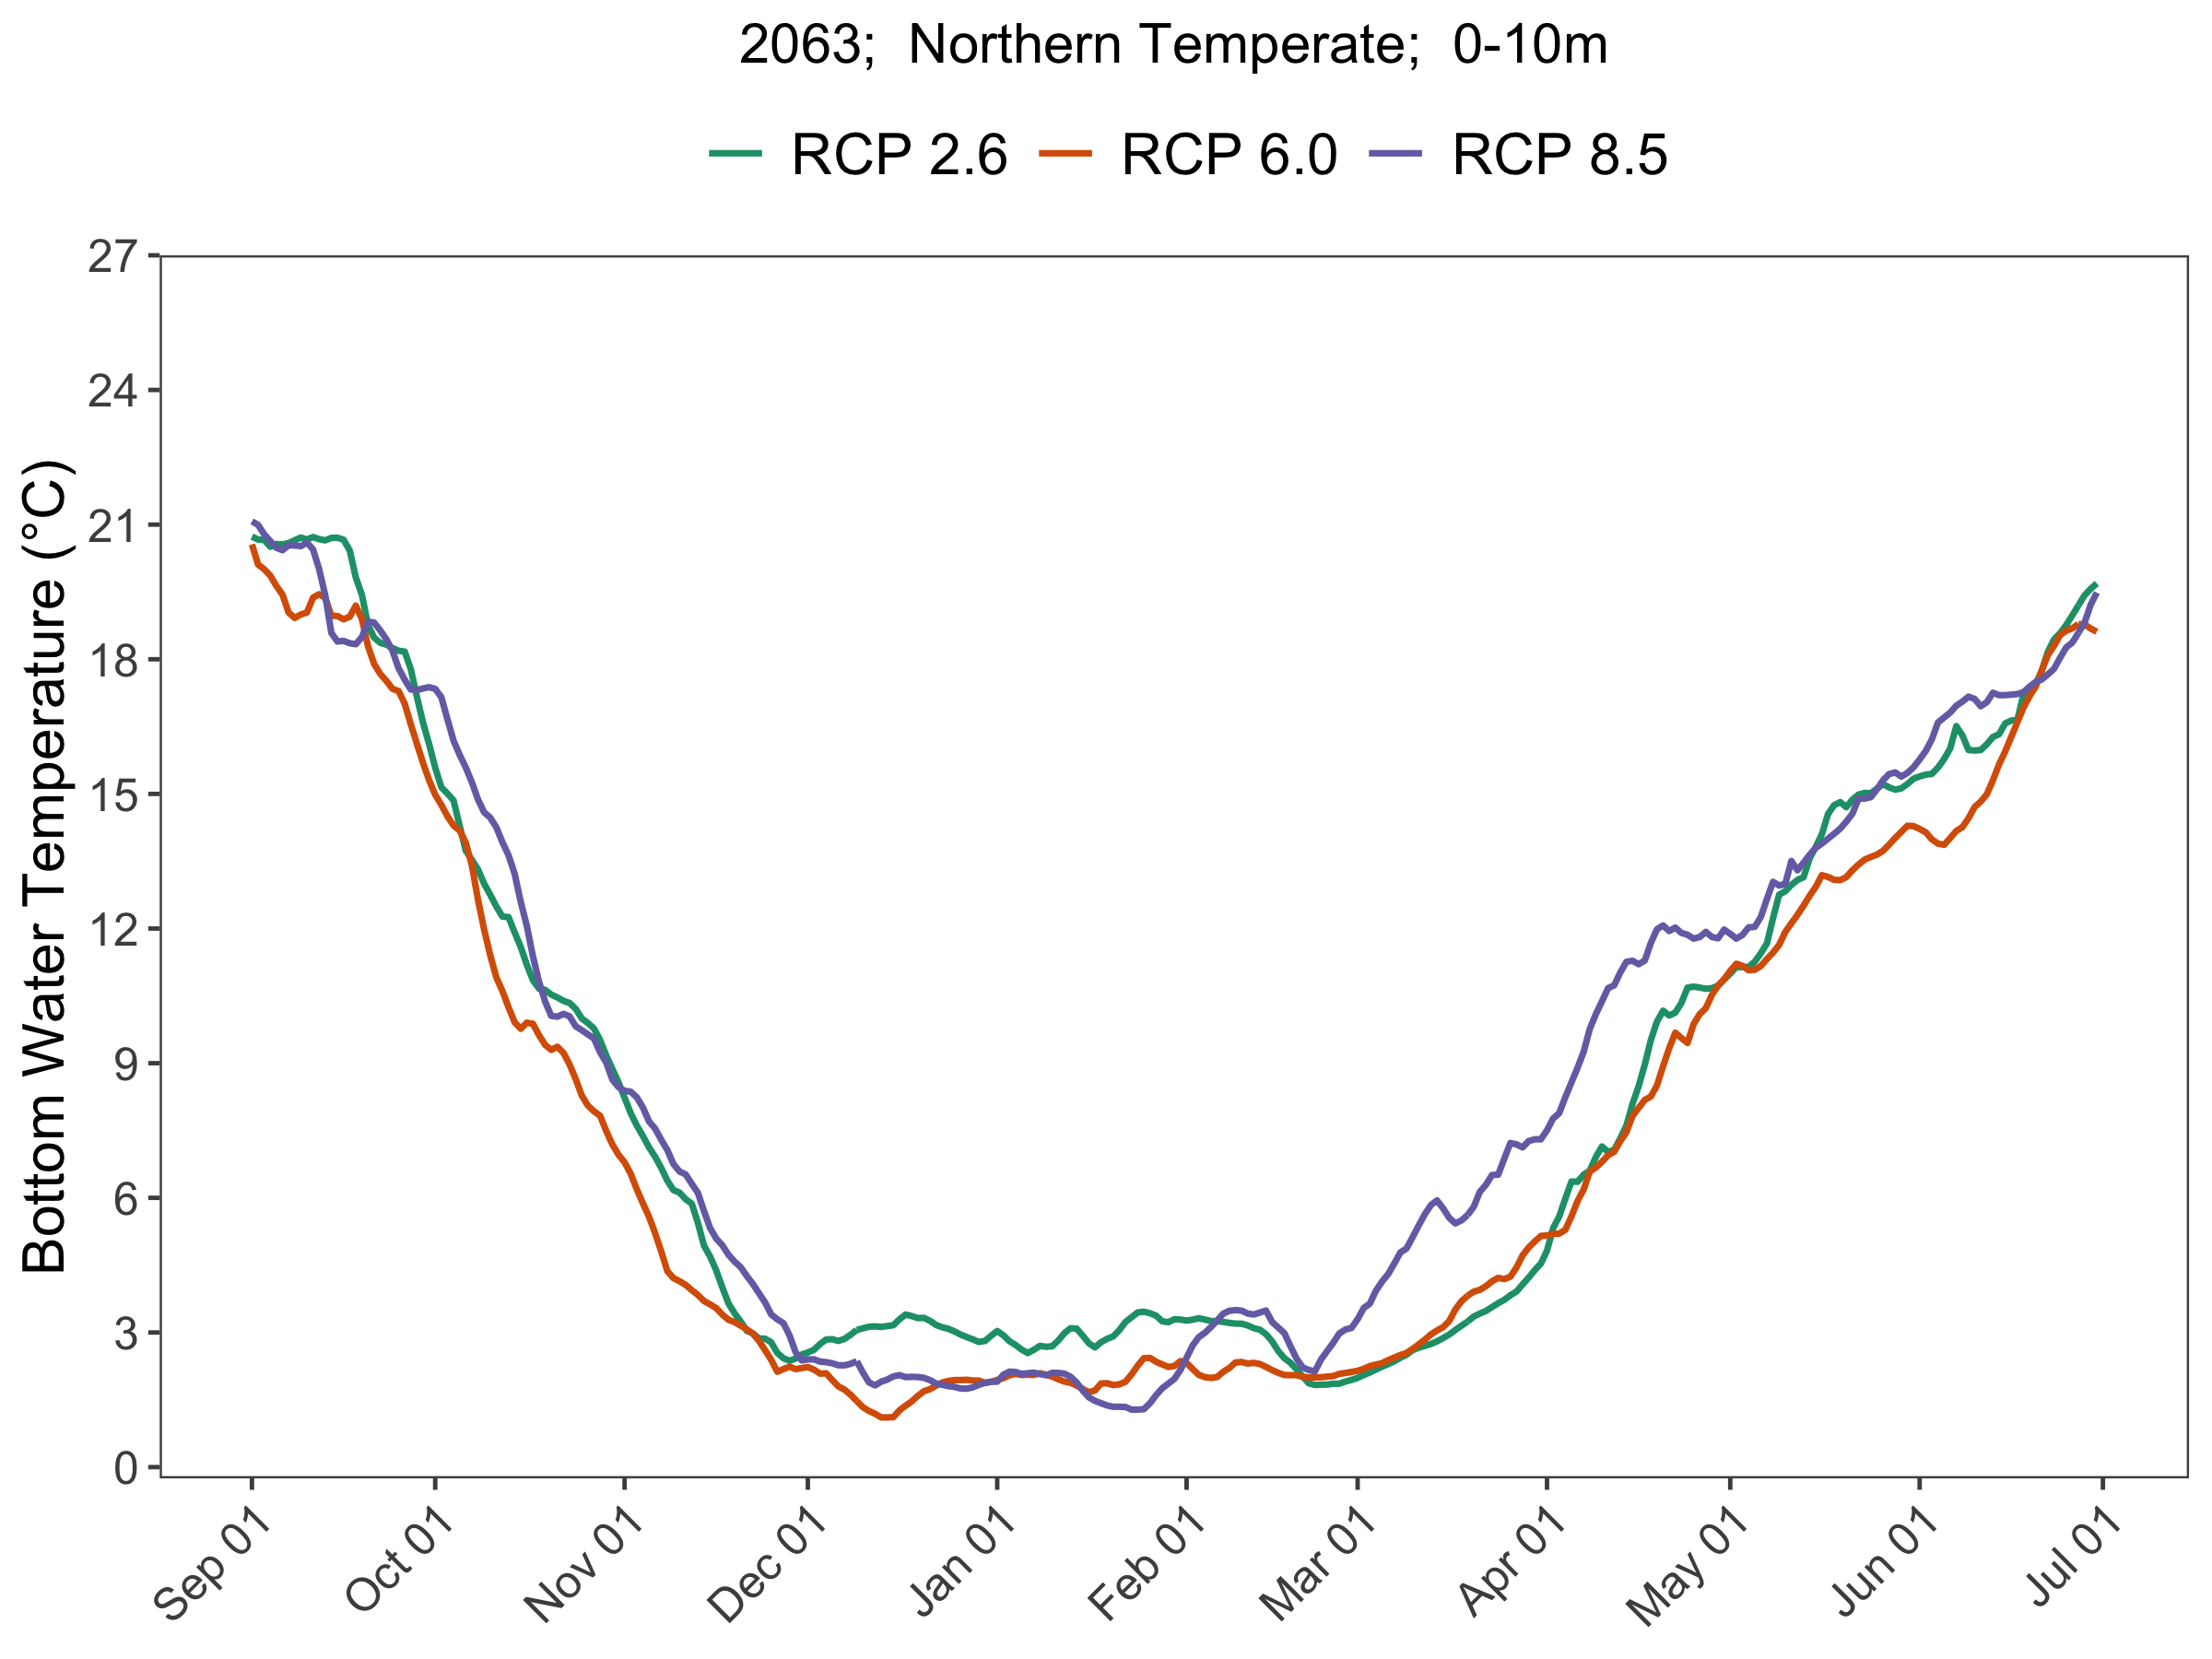 2063;  Northern Temperate;  0-10m
RCP 2.6 RCP 6.0 RCP 8.5
Bottom Water Temperature (°C)
27
24
21
18
15
12
9
6
3
0
Sep 01 Oct 01 Nov 01 Dec 01 Jan 01 Feb 01 Mar 01 Apr 01 May 01 Jun 01 Jul 01